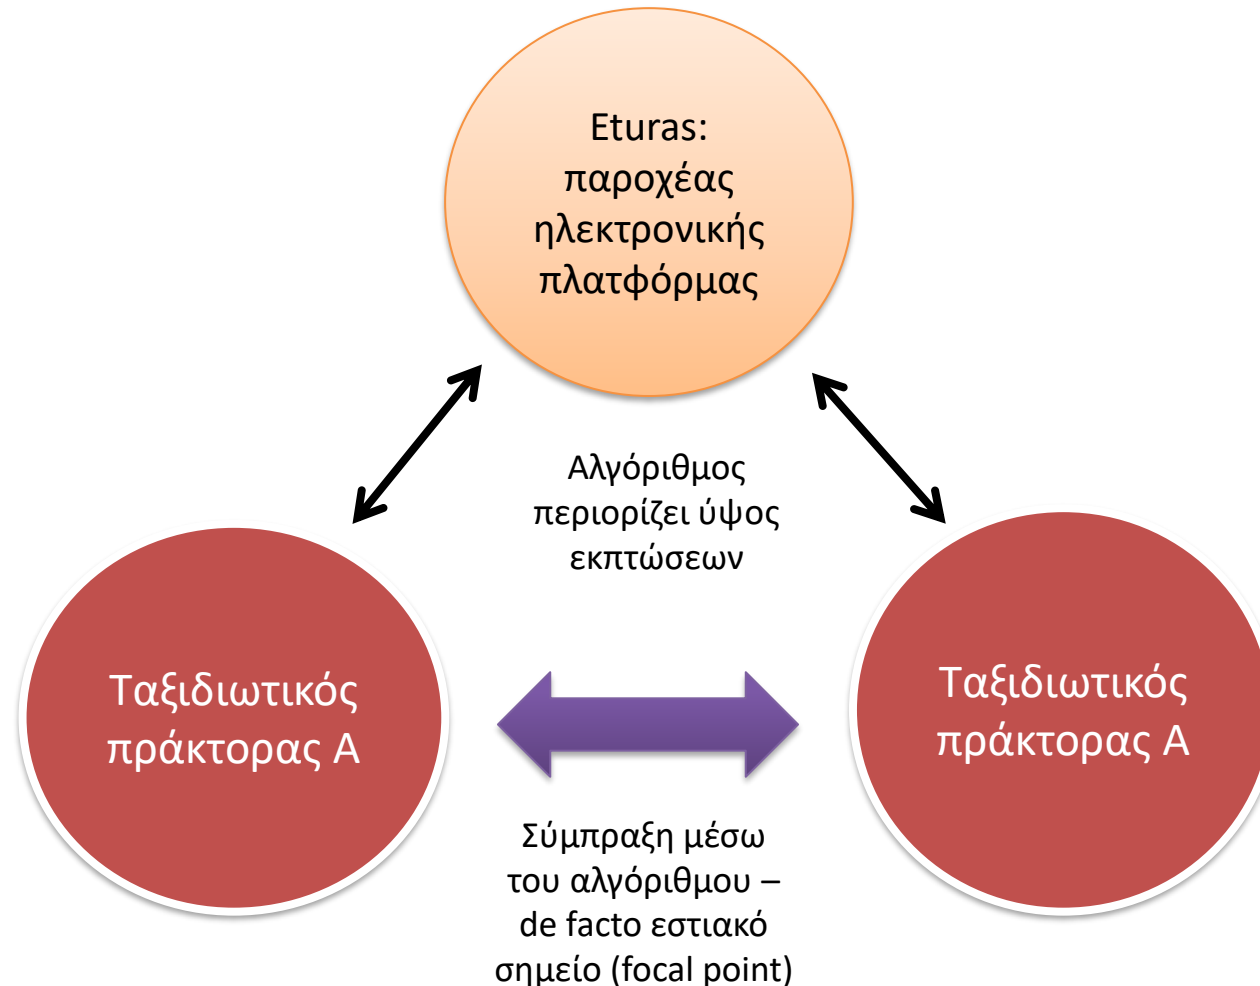 Eturas:
παροχέας
ηλεκτρονικής
πλατφόρμας
Αλγόριθμος
περιορίζει ύψος
εκπτώσεων
Ταξιδιωτικός
πράκτορας Α
Ταξιδιωτικός
πράκτορας Α
Σύμπραξη μέσω
του αλγόριθμου –
de facto εστιακό
σημείο (focal point)